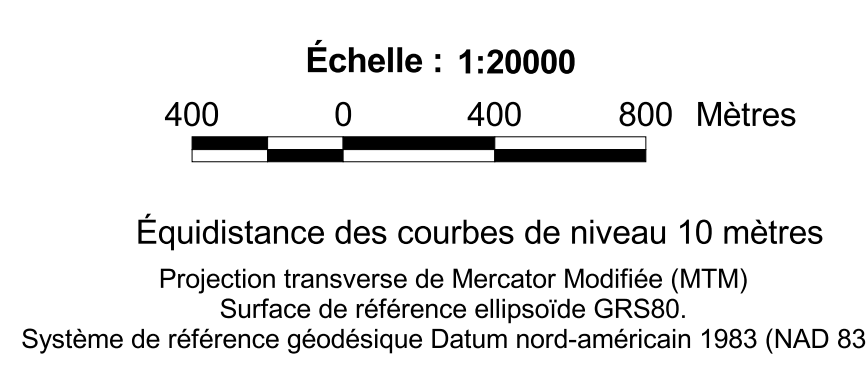 Échelle : 1:20000
400 0 400 800 Mètres
Équidistance des courbes de niveau 10 mètres
Projection transverse de Mercator Modifiée (MTM)
Surface de référence ellipsoïde GRS80.
Système de référence géodésique Datum nord-américain 1983 (NAD 83